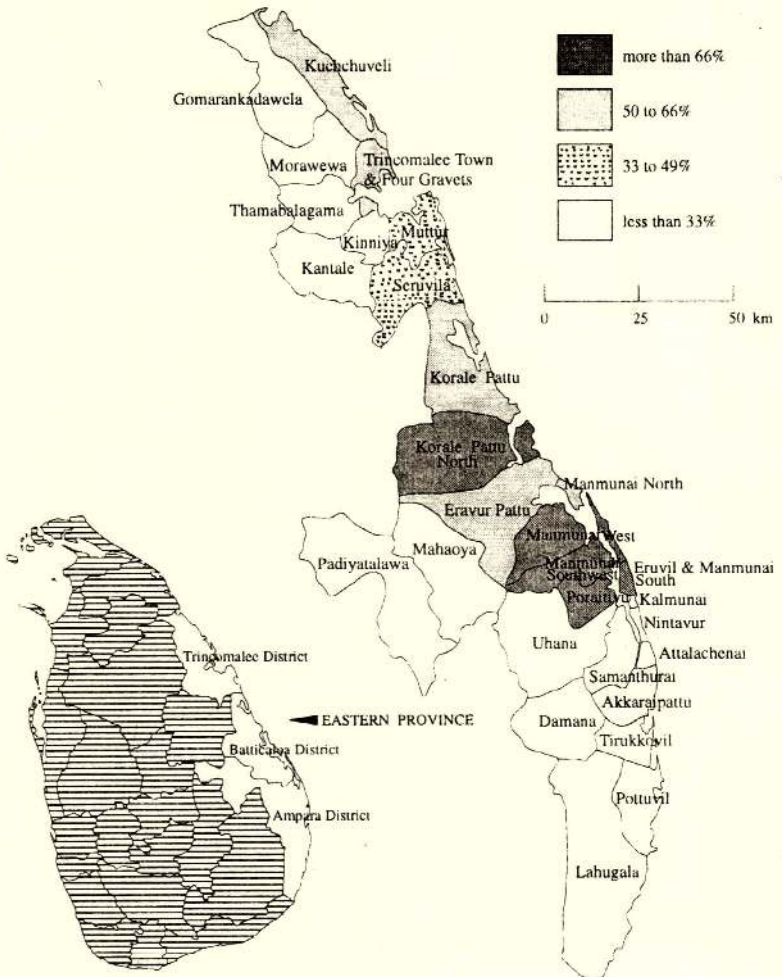 more than 66%
50 to 66%
33 to 49%
less than 33%
0 25 50 km
Kuchchuveli
Gomarankadawela
Morawewa
Trincomalee Town
& Four Gravets
Thamabalagama
Kinniya
Muttur
Kantale
Seruvila
Korale Pattu
Korale Pattu
North
Manmunai North
Eravur Pattu
Manmunai West
Mahaoya
Padiyatalawa
Manmunai
Southwest
Eruvil & Manmunai
South
Poraitivu
Kalmunai
Nintavur
Uhana
Attalachenai
Samanthurai
Akkaraipattu
Damana
Tirukkovil
Pottuvil
Lahugala
Trincomalee District
EASTERN PROVINCE
Batticaloa District
Ampara District